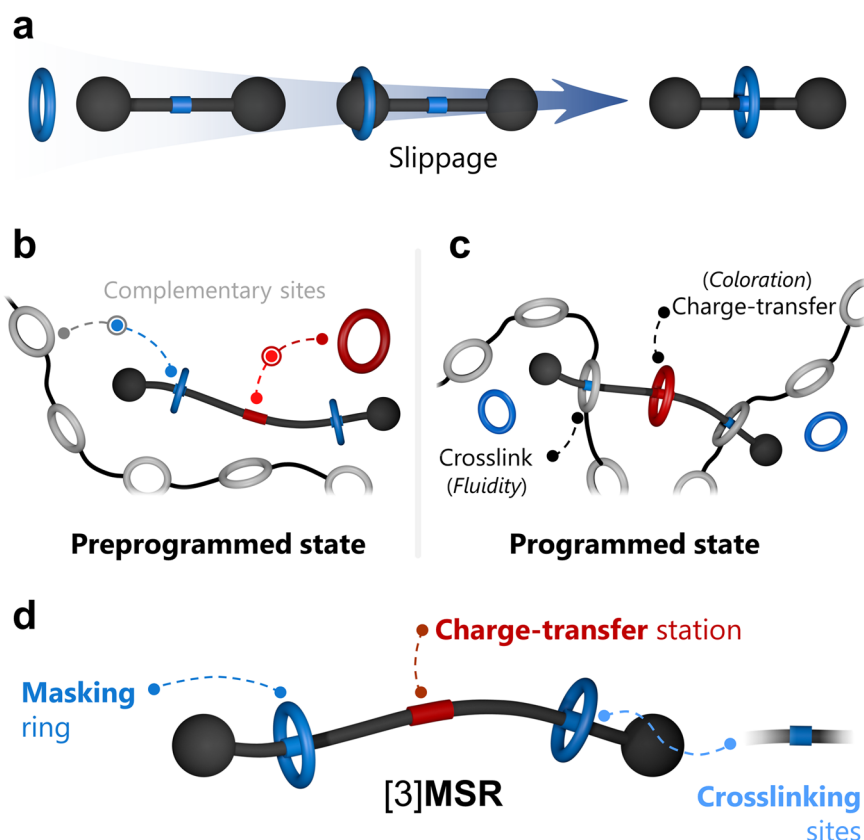 a
Slippage
b
Complementary sites
Preprogrammed state
c
(Coloration)
Charge-transfer
Crosslink
(Fluidity)
Programmed state
d
Charge-transfer station
Masking
ring
[3]MSR
Crosslinking
sites